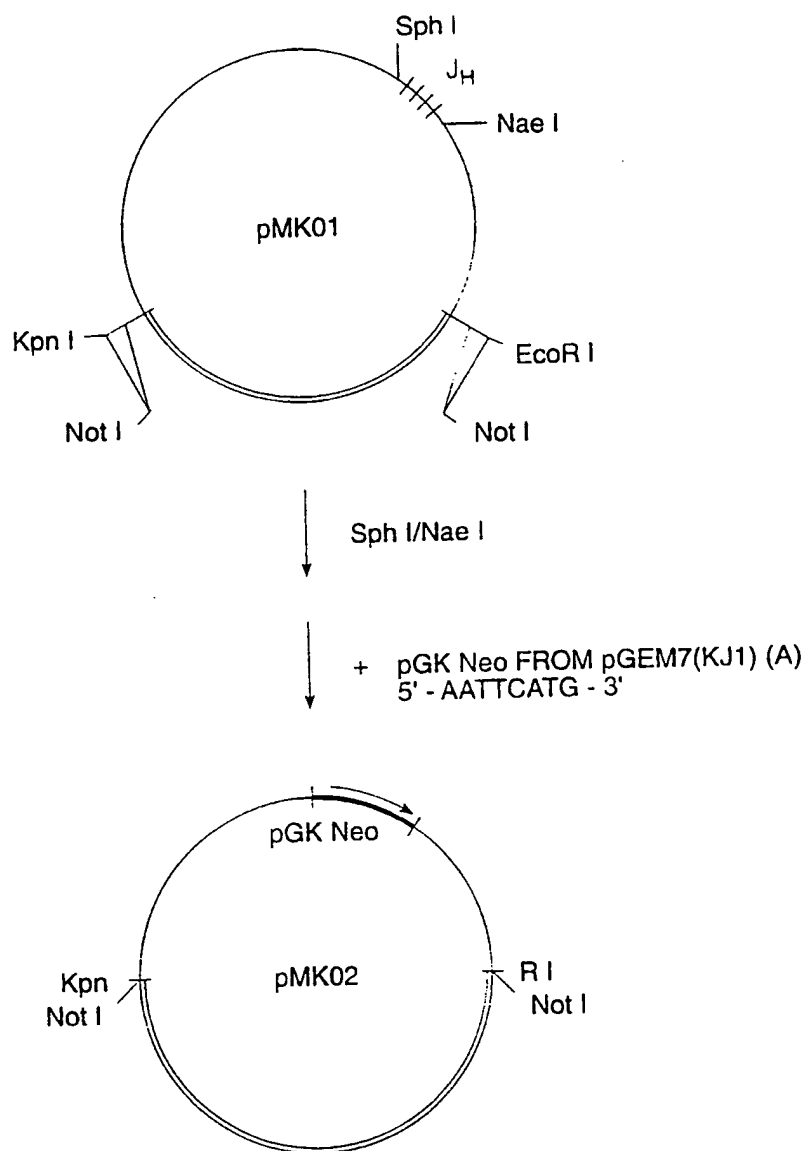 Sph I
JH
Nae I
pMK01
Kpn I
EcoR I
Not I
Not I
Sph I/Nae I
+ pGK Neo FROM pGEM7(KJ1) (A)
5' - AATTCATG - 3'
pGK Neo
Kpn
R I
pMK02
Not I
Not I